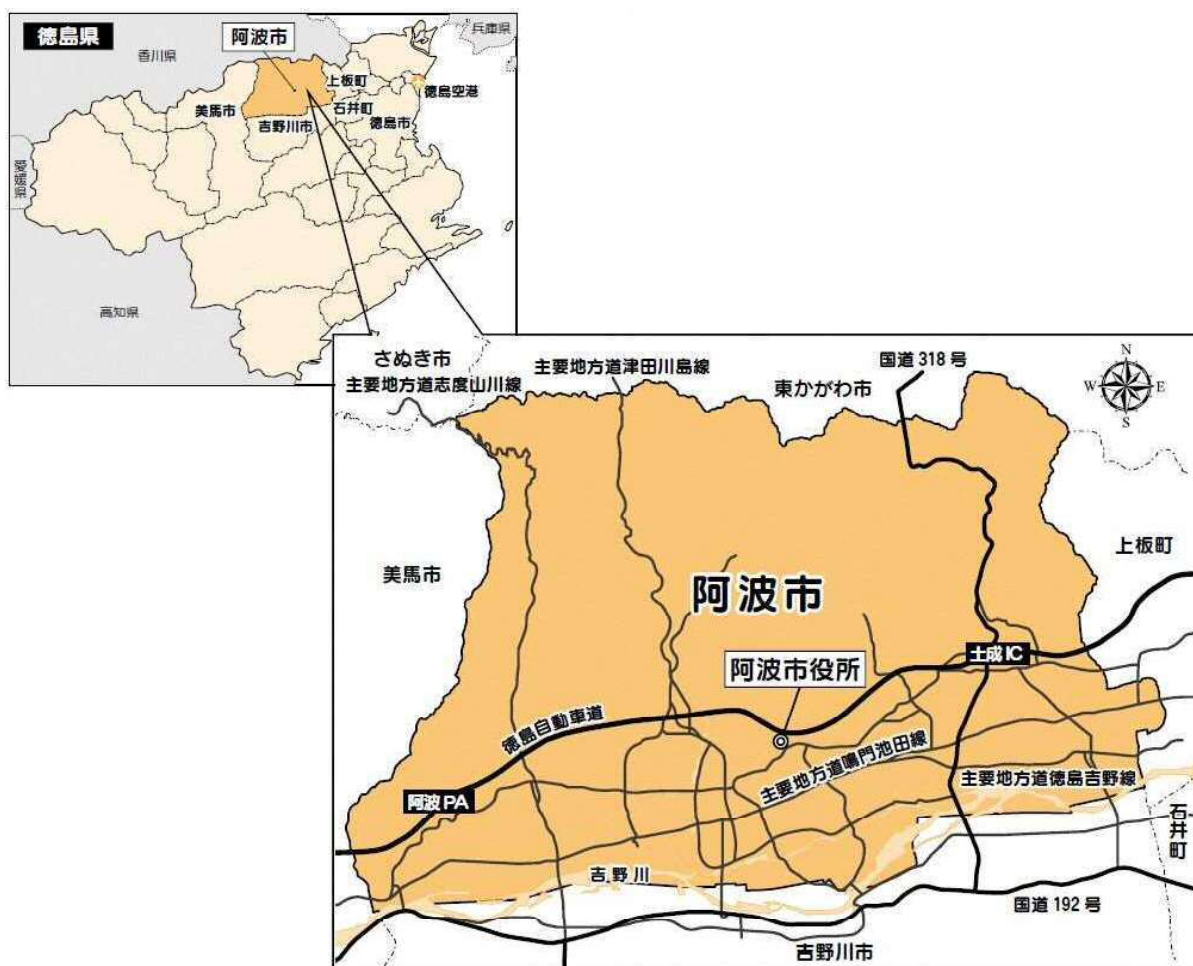 徳島県
兵庫県
香川県
阿波市
上板町
徳島空港
美馬市
石井町
吉野川市
徳島市
愛媛県
高知県
さぬき市
主要地方道志度山川線
主要地方道津田川島線
国道318号
東かがわ市
N
W
E
S
上板町
美馬市
阿波市
土成IC
阿波市役所
徳島自動車道
主要地方道鳴門池田線
主要地方道徳島吉野線
阿波PA
石井町
吉野川
国道192号
吉野川市